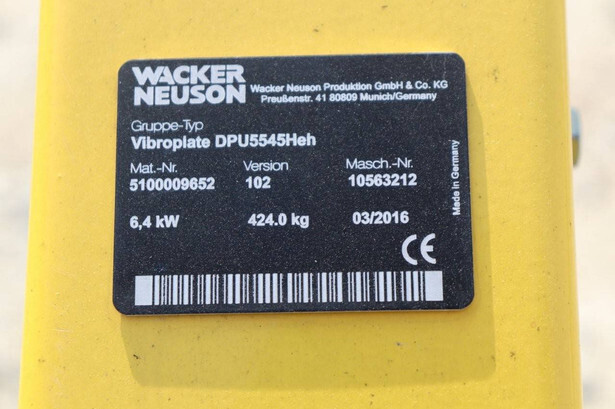 WACKER
NEUSON
Wacker Neuson Produktion GmbH & Co. KG
Preußenstr. 41 80809 Munich/Germany
Gruppe-Typ
Vibroplate DPU5545Heh
Mat.-Nr. Version Masch.-Nr.
5100009652 102 10563212
6,4 kW 424.0 kg 03/2016
Made in Germany
CE